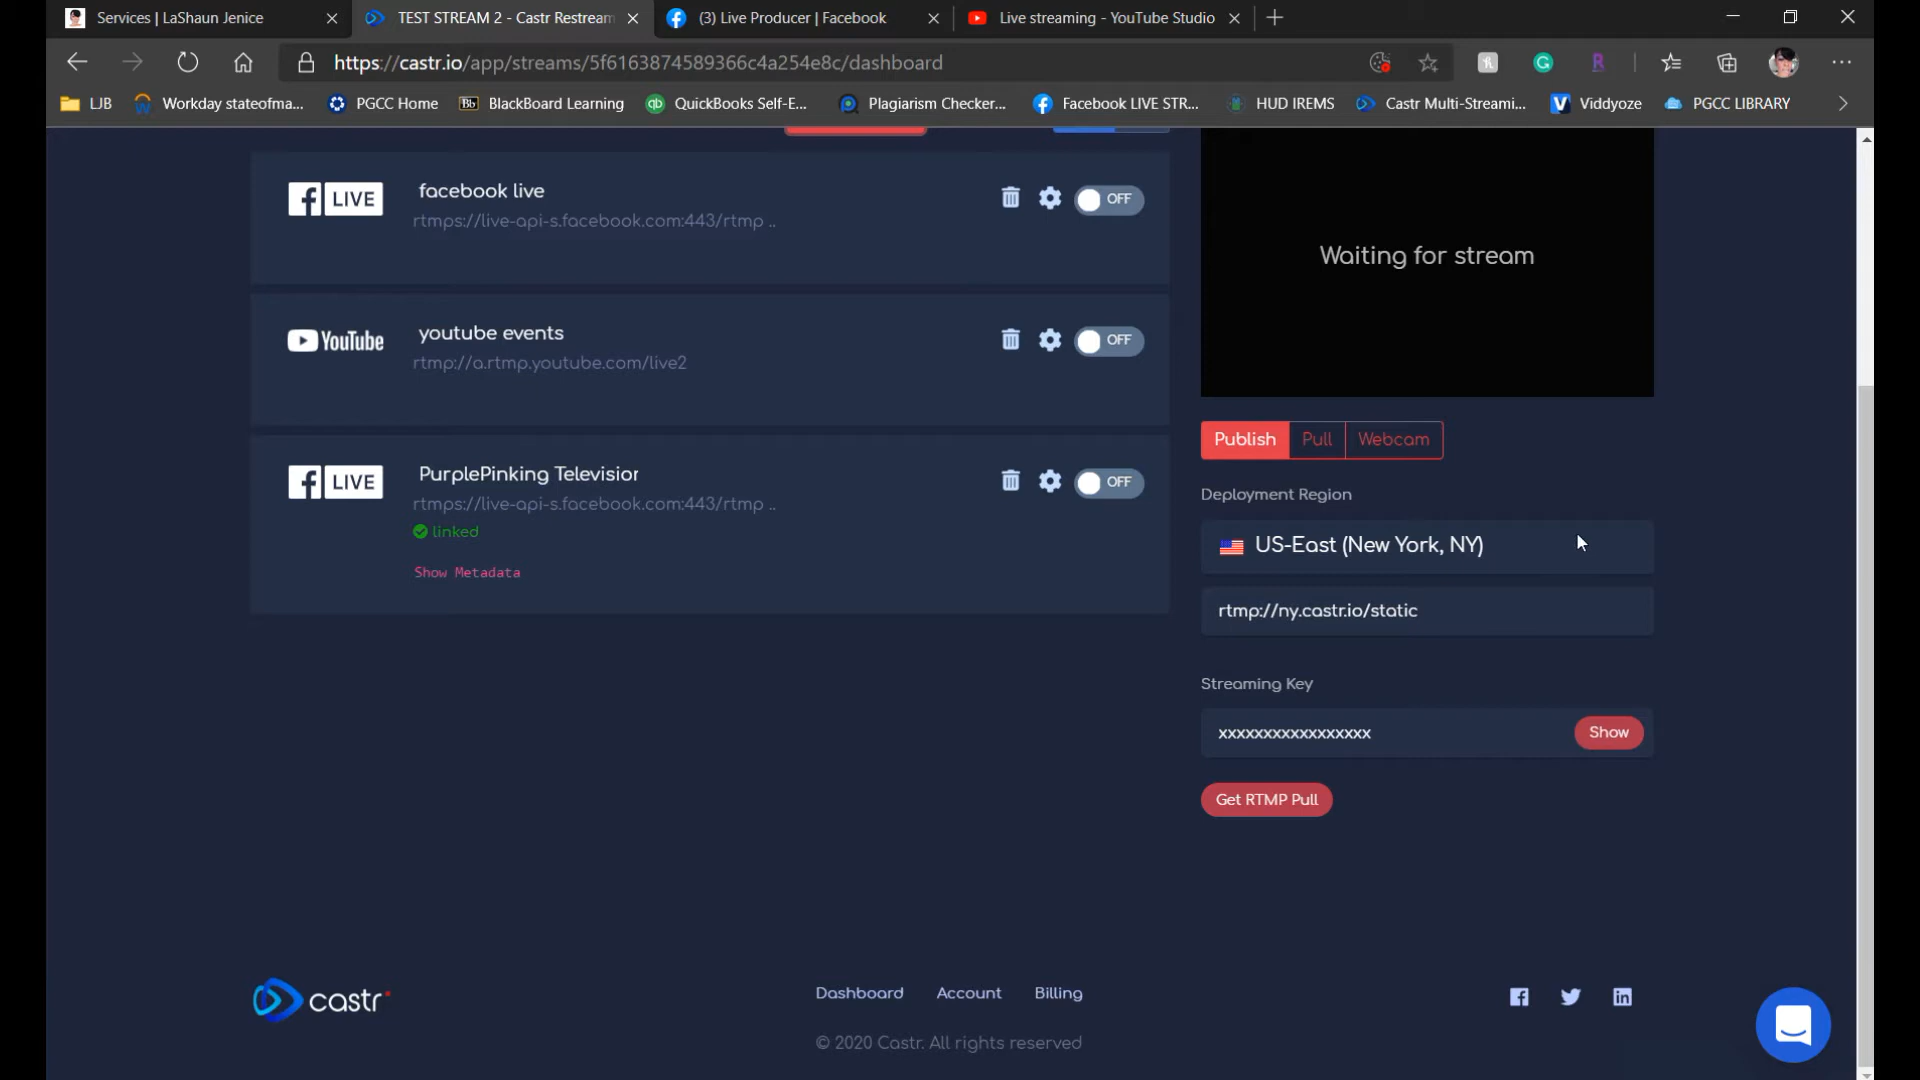 Services | LaShaun Jenice
TEST STREAM 2 - Castr Restream
(3) Live Producer | Facebook
Live streaming - YouTube Studio
https://castr.io/app/streams/5f6163874589366c4a254e8c/dashboard
LJB
Workday stateofma...
PGCC Home
Bb
BlackBoard Learning
qb
QuickBooks Self-E...
Plagiarism Checker...
Facebook LIVE STR...
HUD IREMS
Castr Multi-Streami...
Viddyoze
PGCC LIBRARY
LIVE
facebook live
rtmps://live-api-s.facebook.com:443/rtmp ..
OFF
YouTube
youtube events
rtmp://a.rtmp.youtube.com/live2
OFF
LIVE
PurplePinking Television
rtmps://live-api-s.facebook.com:443/rtmp ..
linked
Show Metadata
OFF
Waiting for stream
Publish
Pull
Webcam
Deployment Region
US-East (New York, NY)
rtmp://ny.castr.io/static
Streaming Key
xxxxxxxxxxxxxxxxx
Show
Get RTMP Pull
castr
Dashboard
Account
Billing
© 2020 Castr. All rights reserved